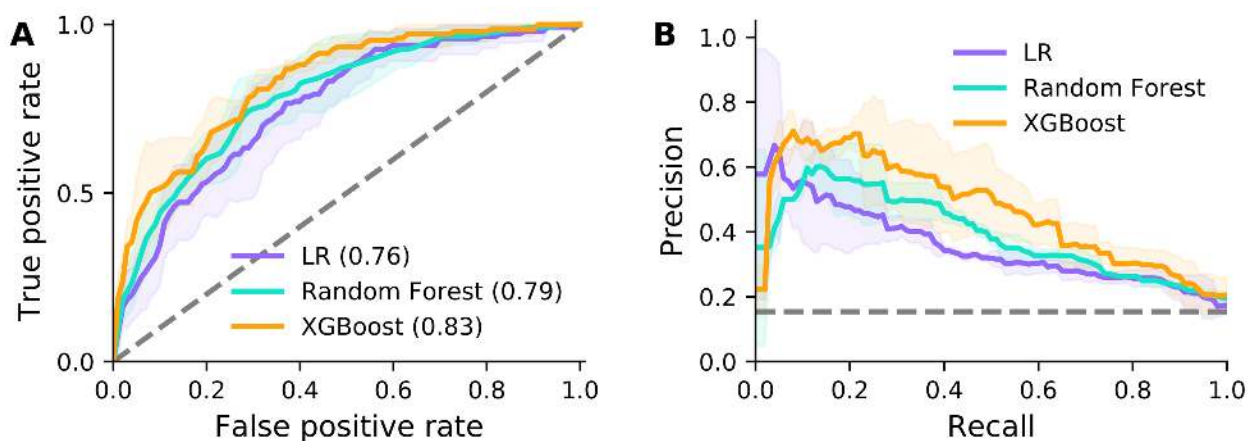 A
True positive rate
1.0
0.5
0.0
LR (0.76)
Random Forest (0.79)
XGBoost (0.83)
0.0 0.2 0.4 0.6 0.8 1.0
False positive rate
B
Precision
1.0
0.8
0.6
0.4
0.2
0.0
LR
Random Forest
XGBoost
0.0 0.2 0.4 0.6 0.8 1.0
Recall